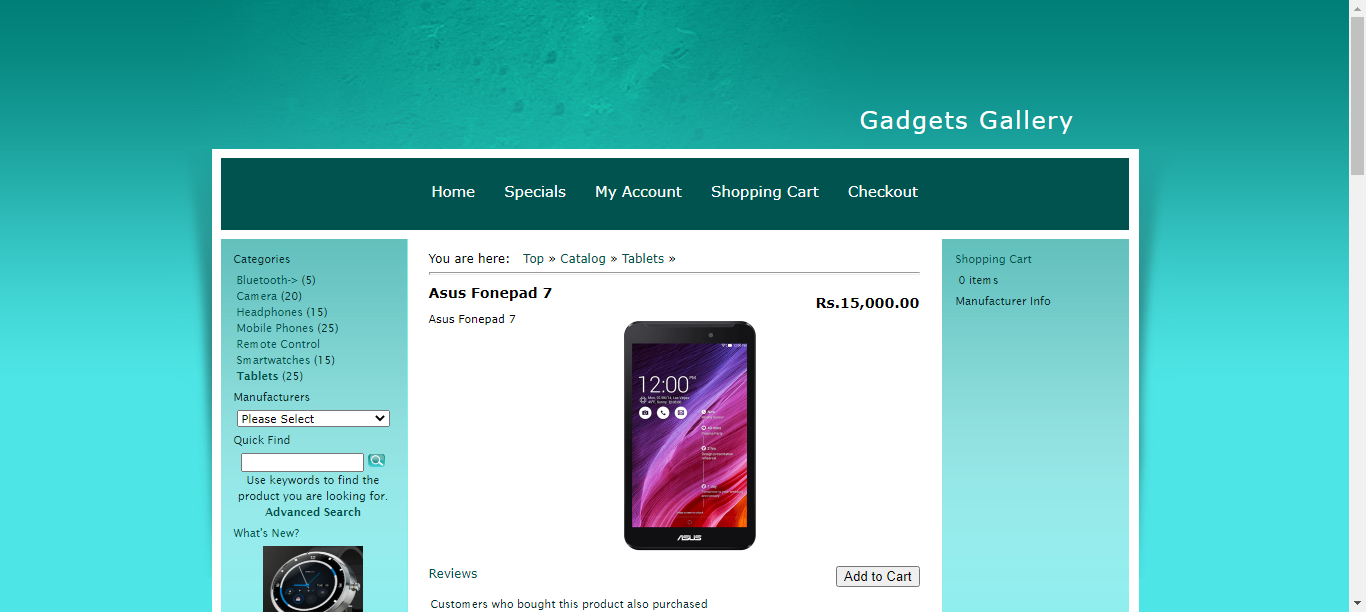 Gadgets Gallery
Home Specials My Account Shopping Cart Checkout
Categories
Bluetooth-> (5)
Camera (20)
Headphones (15)
Mobile Phones (25)
Remote Control
Smartwatches (15)
Tablets (25)
Manufacturers
Please Select
Quick Find
Use keywords to find the
product you are looking for.
Advanced Search
What's New?
You are here: Top » Catalog » Tablets »
Asus Fonepad 7
Rs.15,000.00
Asus Fonepad 7
12:00
ASUS
Reviews
Add to Cart
Customers who bought this product also purchased
Shopping Cart
0 items
Manufacturer Info